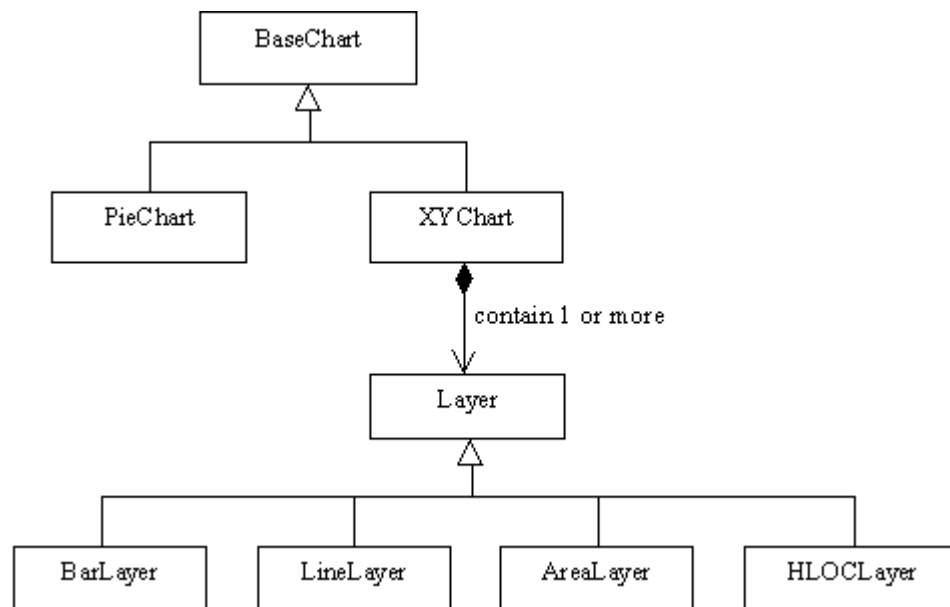 BaseChart
PieChart
XYChart
contain 1 or more
Layer
BarLayer
LineLayer
AreaLayer
HLOCLayer